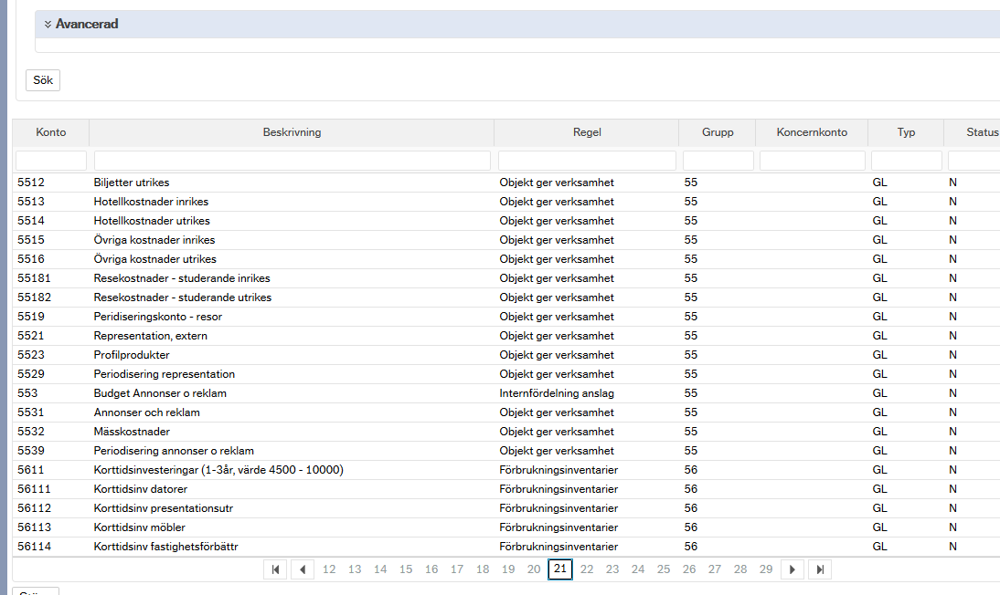 Avancerad
Sök
Konto Beskrivning Regel Grupp Koncernkonto Typ Status
5512 Biljetter utrikes Objekt ger verksamhet 55 GL N
5513 Hotellkostnader inrikes Objekt ger verksamhet 55 GL N
5514 Hotellkostnader utrikes Objekt ger verksamhet 55 GL N
5515 Övriga kostnader inrikes Objekt ger verksamhet 55 GL N
5516 Övriga kostnader utrikes Objekt ger verksamhet 55 GL N
55181 Resekostnader - studerande inrikes Objekt ger verksamhet 55 GL N
55182 Resekostnader - studerande utrikes Objekt ger verksamhet 55 GL N
5519 Peridiseringskonto - resor Objekt ger verksamhet 55 GL N
5521 Representation, extern Objekt ger verksamhet 55 GL N
5523 Profilprodukter Objekt ger verksamhet 55 GL N
5529 Periodisering representation Objekt ger verksamhet 55 GL N
553 Budget Annonser o reklam Internfördelning anslag 55 GL N
5531 Annonser och reklam Objekt ger verksamhet 55 GL N
5532 Mässkostnader Objekt ger verksamhet 55 GL N
5539 Periodisering annonser o reklam Objekt ger verksamhet 55 GL N
5611 Korttidsinvesteringar (1-3år, värde 4500 - 10000) Förbrukningsinventarier 56 GL N
56111 Korttidsinv datorer Förbrukningsinventarier 56 GL N
56112 Korttidsinv presentationsutr Förbrukningsinventarier 56 GL N
56113 Korttidsinv möbler Förbrukningsinventarier 56 GL N
56114 Korttidsinv fastighetsförbättr Förbrukningsinventarier 56 GL N
12 13 14 15 16 17 18 19 20 21 22 23 24 25 26 27 28 29